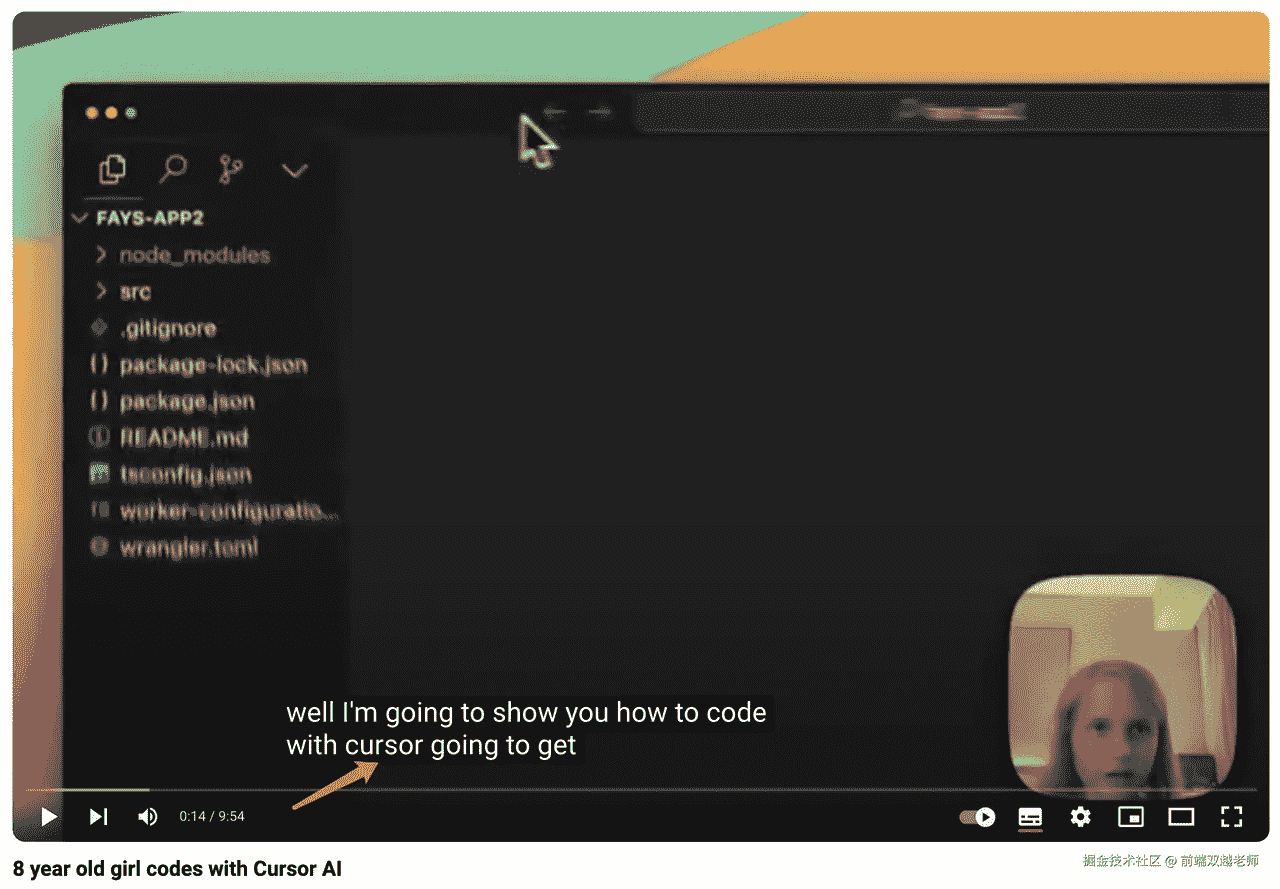 FAYS-APP2
node_modules
src
.gitignore
package-lock.json
package.json
README.md
tsconfig.json
worker-configuratio...
wrangler.toml
well I'm going to show you how to code
with cursor going to get
0:14 / 9:54
8 year old girl codes with Cursor AI
掘金技术社区 @ 前端双越老师